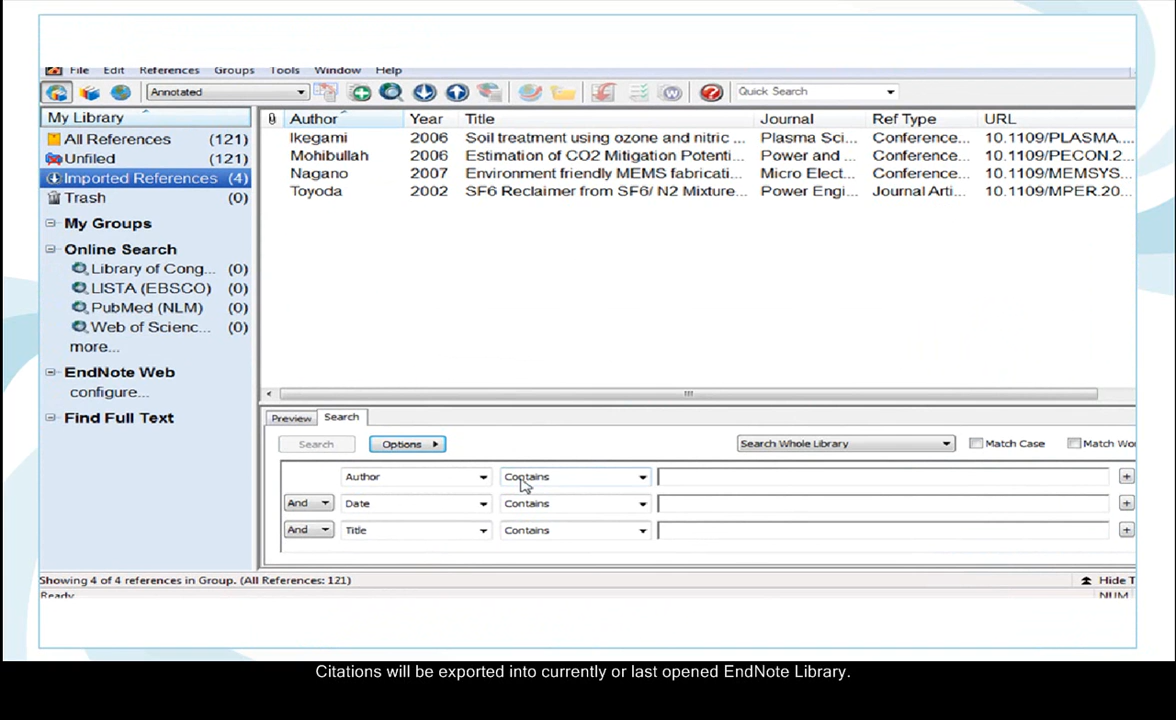 File Edit References Groups Tools Window Help
Annotated Quick Search
My Library
All References (121)
Unfiled (121)
Imported References (4)
Trash (0)
My Groups
Online Search
Library of Cong... (0)
LISTA (EBSCO) (0)
PubMed (NLM) (0)
Web of Scienc... (0)
more...
EndNote Web
configure...
Find Full Text
Author Year Title Journal Ref Type URL
Ikegami 2006 Soil treatment using ozone and nitric ... Plasma Sci... Conference... 10.1109/PLASMA....
Mohibullah 2006 Estimation of CO2 Mitigation Potenti... Power and ... Conference... 10.1109/PECON.2...
Nagano 2007 Environment friendly MEMS fabricati... Micro Elect... Conference... 10.1109/MEMSYS...
Toyoda 2002 SF6 Reclaimer from SF6/ N2 Mixture... Power Engi... Journal Arti... 10.1109/MPER.20...
Preview Search
Search Options Search Whole Library Match Case Match Wor
Author Contains
And Date Contains
And Title Contains
Showing 4 of 4 references in Group. (All References: 121) Hide T
Ready NUM
Citations will be exported into currently or last opened EndNote Library.